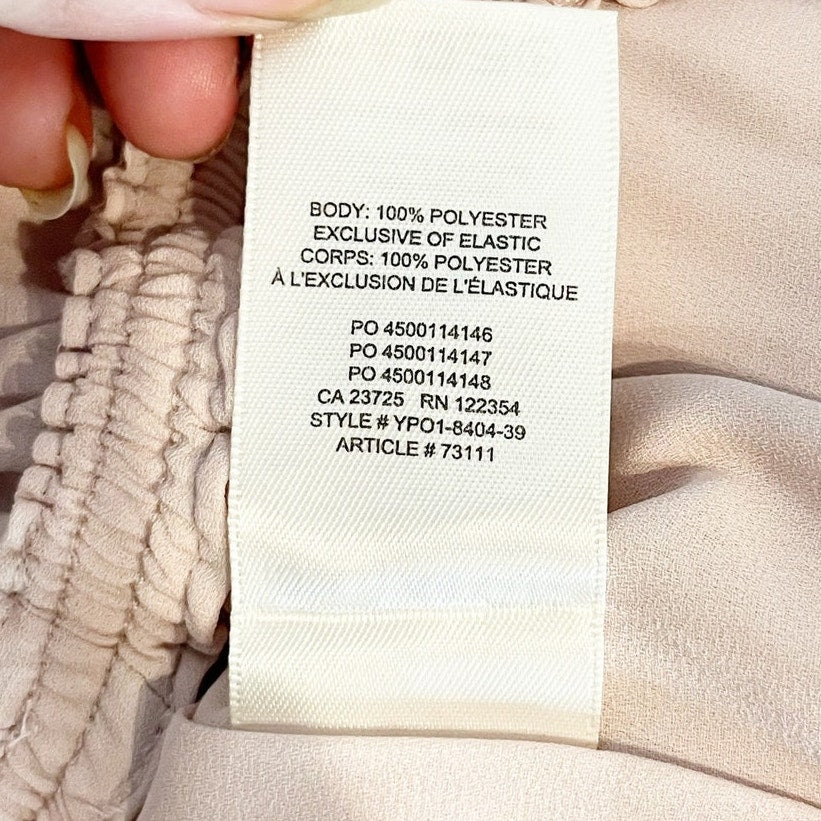 BODY: 100% POLYESTER
EXCLUSIVE OF ELASTIC
CORPS: 100% POLYESTER
À L'EXCLUSION DE L'ÉLASTIQUE
PO 4500114146
PO 4500114147
PO 4500114148
CA 23725 RN 122354
STYLE # YPO1-8404-39
ARTICLE # 73111